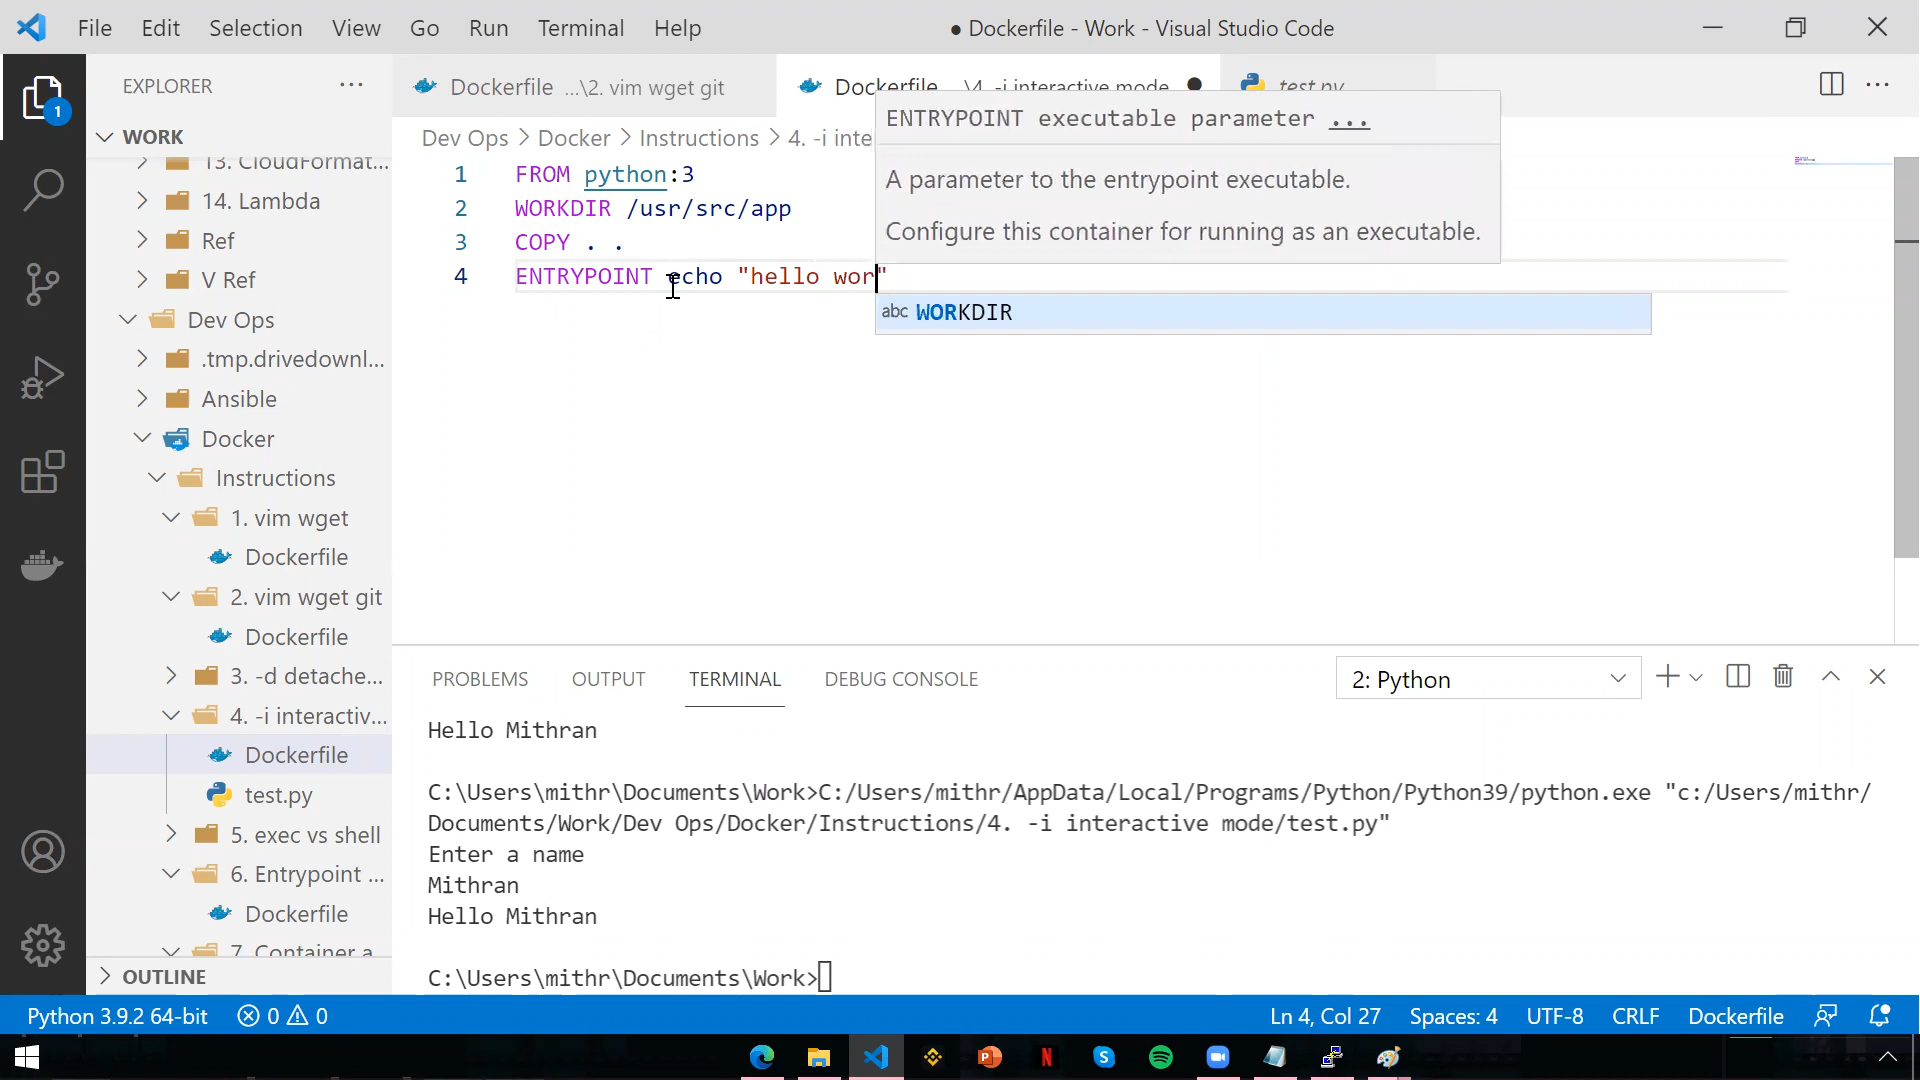 File Edit Selection View Go Run Terminal Help
● Dockerfile - Work - Visual Studio Code
EXPLORER ...
Dockerfile ...\2. vim wget git
Dockerfile ...\4. -i interactive mode ●
test.py
1
WORK
Dev Ops > Docker > Instructions > 4. -i inte
13. CloudFormat...
14. Lambda
Ref
V Ref
Dev Ops
.tmp.drivedownl...
Ansible
Docker
Instructions
1. vim wget
Dockerfile
2. vim wget git
Dockerfile
3. -d detache...
4. -i interactiv...
Dockerfile
test.py
5. exec vs shell
6. Entrypoint ...
Dockerfile
7. Container a
OUTLINE
1 FROM python:3
2 WORKDIR /usr/src/app
3 COPY . .
4 ENTRYPOINT echo "hello wor"
ENTRYPOINT executable parameter ...
A parameter to the entrypoint executable.
Configure this container for running as an executable.
abc WORKDIR
PROBLEMS OUTPUT TERMINAL DEBUG CONSOLE
2: Python
Hello Mithran
C:\Users\mithr\Documents\Work>C:/Users/mithr/AppData/Local/Programs/Python/Python39/python.exe "c:/Users/mithr/
Documents/Work/Dev Ops/Docker/Instructions/4. -i interactive mode/test.py"
Enter a name
Mithran
Hello Mithran
C:\Users\mithr\Documents\Work>
Python 3.9.2 64-bit 0 0
Ln 4, Col 27 Spaces: 4 UTF-8 CRLF Dockerfile